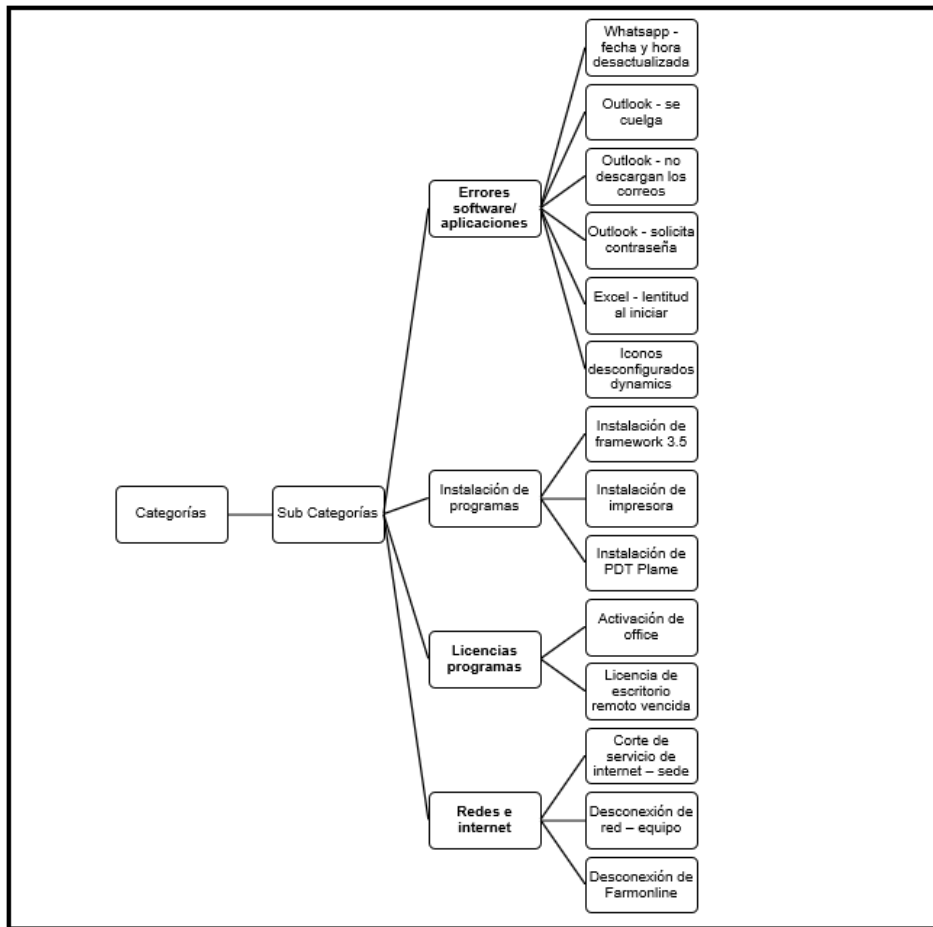 Whatsapp -
fecha y hora
desactualizada
Outlook - se
cuelga
Outlook - no
descargan los
correos
Errores
software/
aplicaciones
Outlook - solicita
contraseña
Excel - lentitud
al iniciar
Iconos
desconfigurados
dynamics
Instalación de
framework 3.5
Categorías
Sub Categorías
Instalación de
programas
Instalación de
impresora
Instalación de
PDT Plame
Activación de
office
Licencias
programas
Licencia de
escritorio
remoto vencida
Corte de
servicio de
internet – sede
Redes e
internet
Desconexión de
red – equipo
Desconexión de
Farmonline